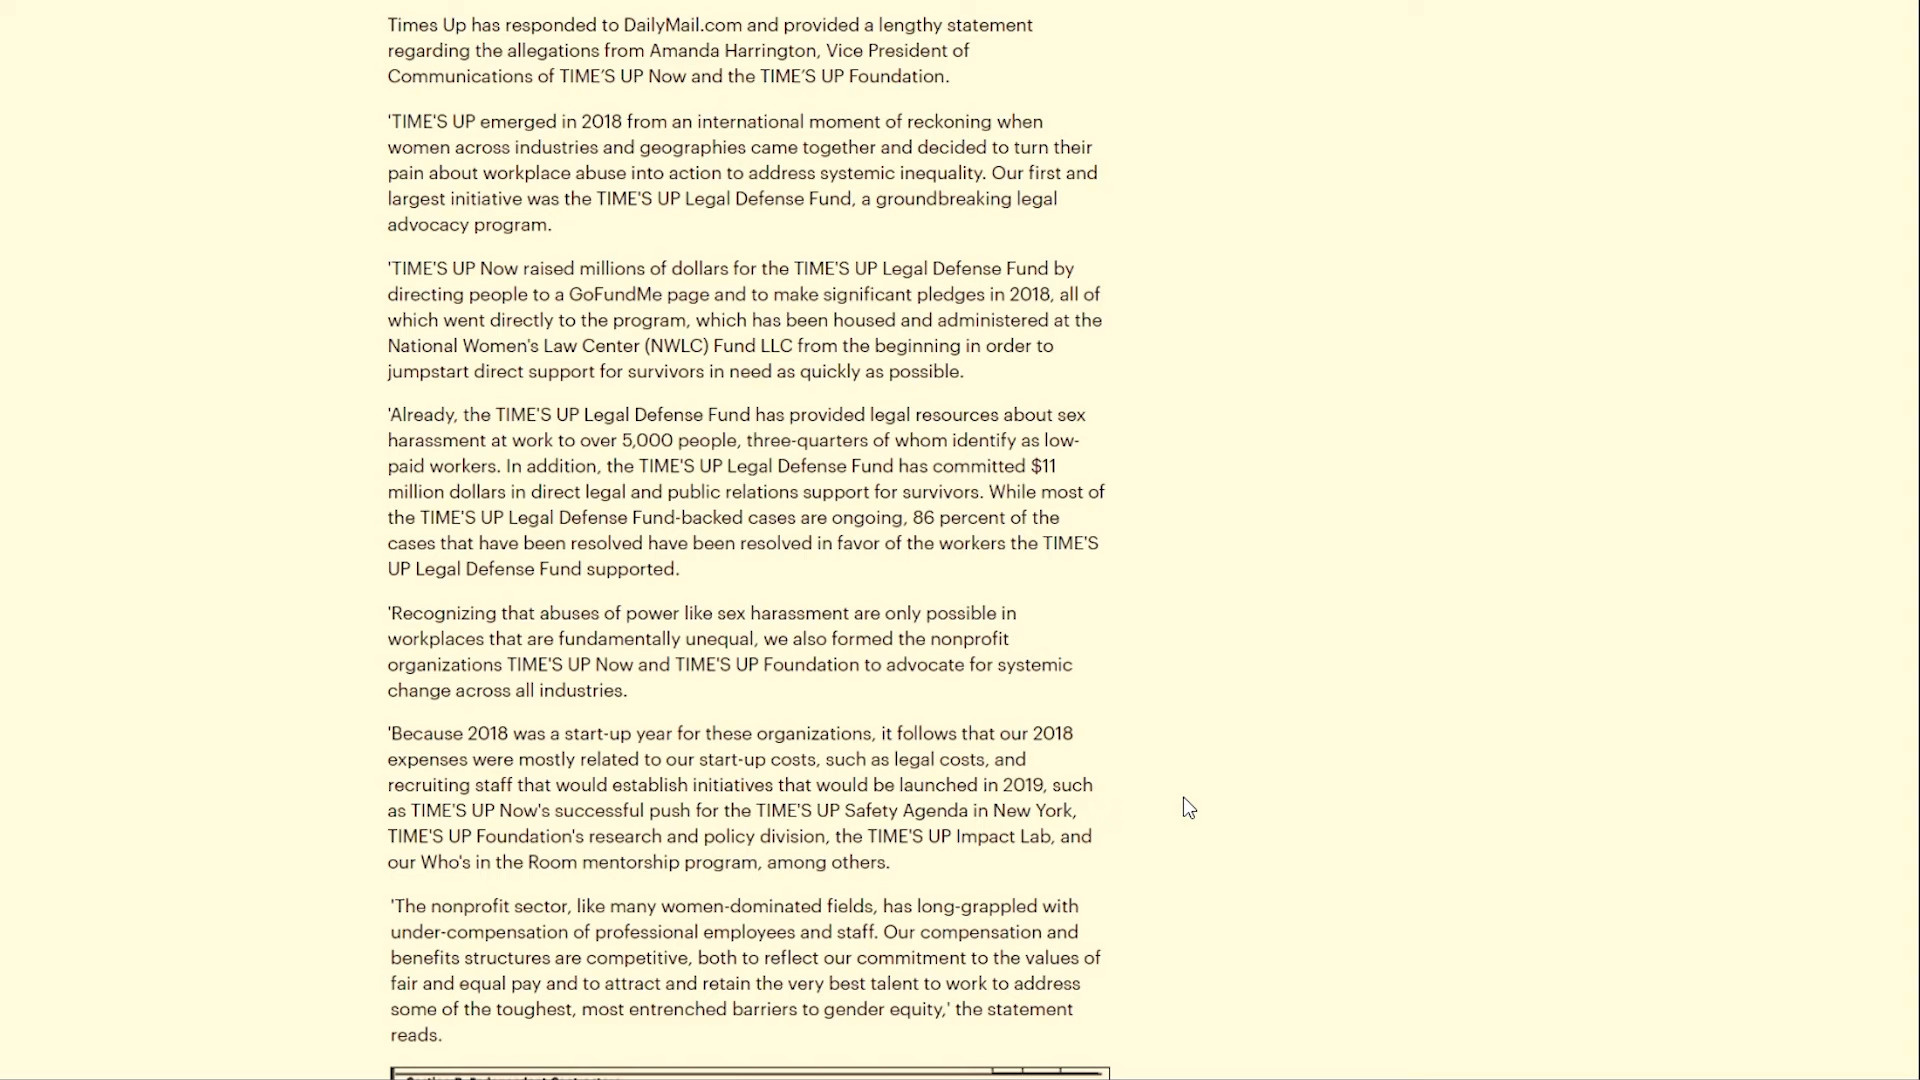 Times Up has responded to DailyMail.com and provided a lengthy statement
regarding the allegations from Amanda Harrington, Vice President of
Communications of TIME’S UP Now and the TIME’S UP Foundation.
'TIME'S UP emerged in 2018 from an international moment of reckoning when
women across industries and geographies came together and decided to turn their
pain about workplace abuse into action to address systemic inequality. Our first and
largest initiative was the TIME'S UP Legal Defense Fund, a groundbreaking legal
advocacy program.
'TIME'S UP Now raised millions of dollars for the TIME'S UP Legal Defense Fund by
directing people to a GoFundMe page and to make significant pledges in 2018, all of
which went directly to the program, which has been housed and administered at the
National Women's Law Center (NWLC) Fund LLC from the beginning in order to
jumpstart direct support for survivors in need as quickly as possible.
'Already, the TIME'S UP Legal Defense Fund has provided legal resources about sex
harassment at work to over 5,000 people, three-quarters of whom identify as low-
paid workers. In addition, the TIME'S UP Legal Defense Fund has committed $11
million dollars in direct legal and public relations support for survivors. While most of
the TIME'S UP Legal Defense Fund-backed cases are ongoing, 86 percent of the
cases that have been resolved have been resolved in favor of the workers the TIME'S
UP Legal Defense Fund supported.
'Recognizing that abuses of power like sex harassment are only possible in
workplaces that are fundamentally unequal, we also formed the nonprofit
organizations TIME'S UP Now and TIME'S UP Foundation to advocate for systemic
change across all industries.
'Because 2018 was a start-up year for these organizations, it follows that our 2018
expenses were mostly related to our start-up costs, such as legal costs, and
recruiting staff that would establish initiatives that would be launched in 2019, such
as TIME'S UP Now's successful push for the TIME'S UP Safety Agenda in New York,
TIME'S UP Foundation's research and policy division, the TIME'S UP Impact Lab, and
our Who's in the Room mentorship program, among others.
'The nonprofit sector, like many women-dominated fields, has long-grappled with
under-compensation of professional employees and staff. Our compensation and
benefits structures are competitive, both to reflect our commitment to the values of
fair and equal pay and to attract and retain the very best talent to work to address
some of the toughest, most entrenched barriers to gender equity,' the statement
reads.